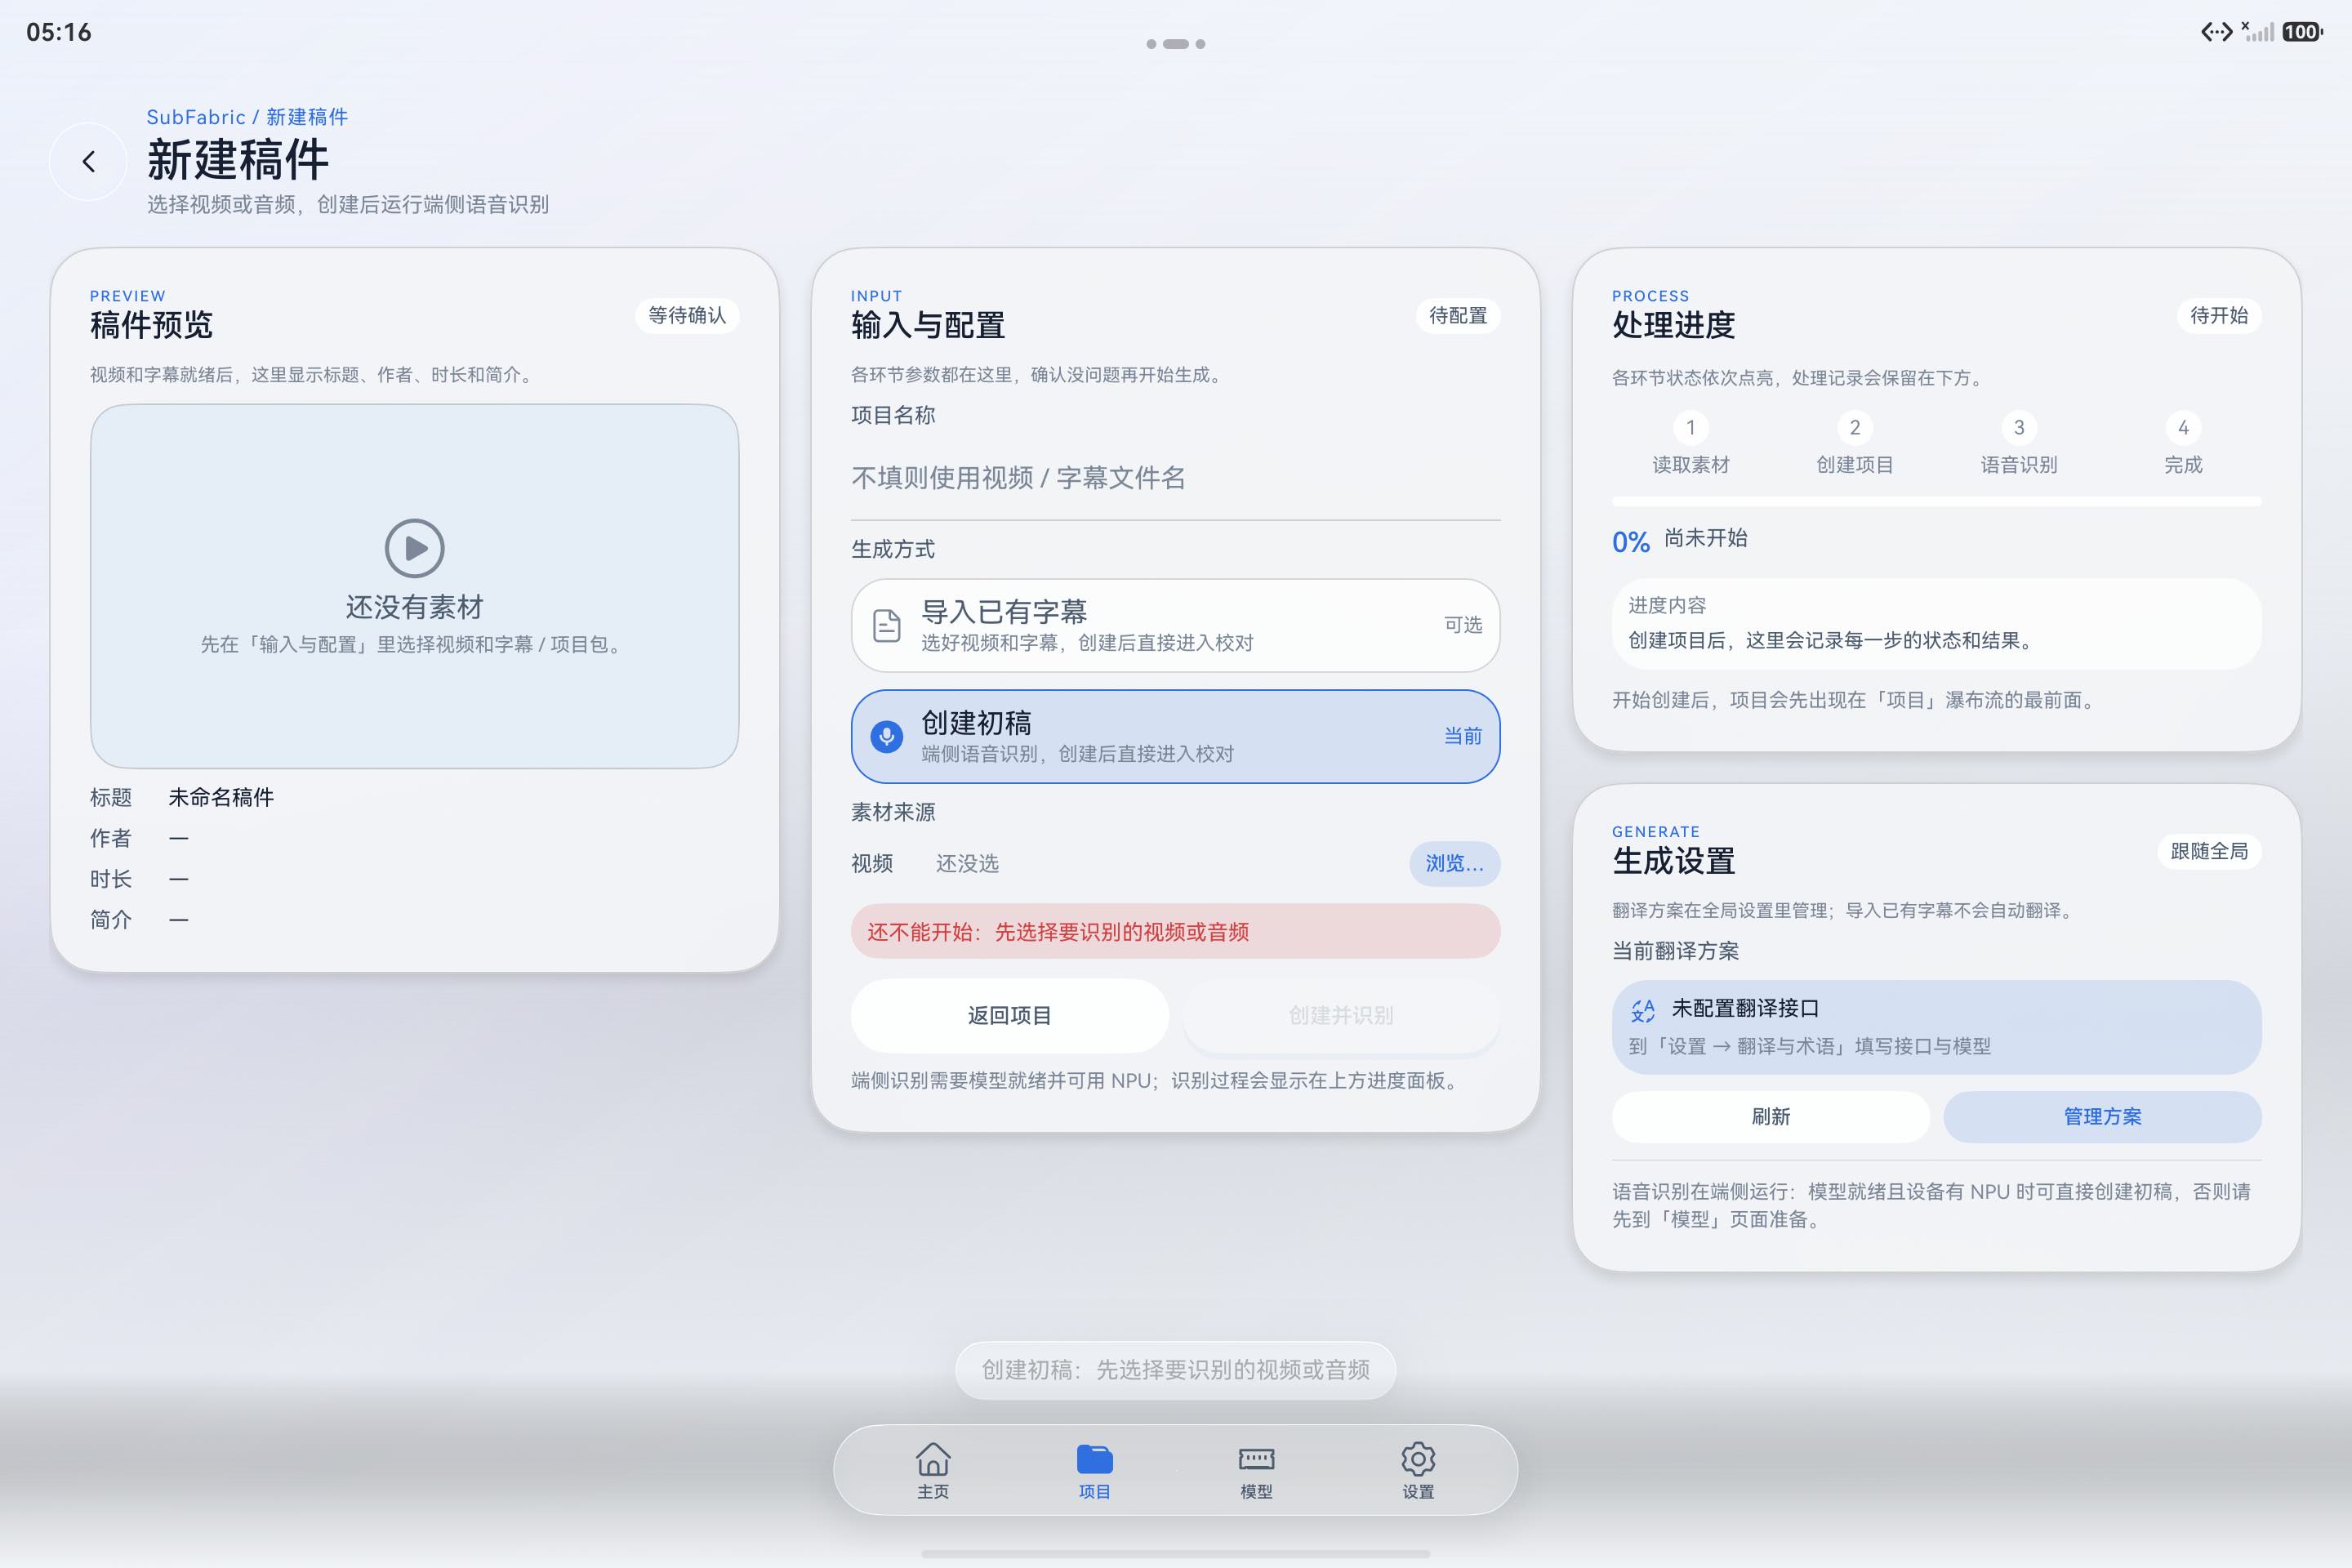 05:16
100
SubFabric / 新建稿件
新建稿件
选择视频或音频，创建后运行端侧语音识别
PREVIEW
稿件预览
等待确认
视频和字幕就绪后，这里显示标题、作者、时长和简介。
还没有素材
先在「输入与配置」里选择视频和字幕 / 项目包。
标题 未命名稿件
作者 —
时长 —
简介 —
INPUT
输入与配置
待配置
各环节参数都在这里，确认没问题再开始生成。
项目名称
不填则使用视频 / 字幕文件名
生成方式
导入已有字幕
选好视频和字幕，创建后直接进入校对
可选
创建初稿
端侧语音识别，创建后直接进入校对
当前
素材来源
视频 还没选 浏览...
还不能开始：先选择要识别的视频或音频
返回项目 创建并识别
端侧识别需要模型就绪并可用 NPU；识别过程会显示在上方进度面板。
PROCESS
处理进度
待开始
各环节状态依次点亮，处理记录会保留在下方。
1 2 3 4
读取素材 创建项目 语音识别 完成
0% 尚未开始
进度内容
创建项目后，这里会记录每一步的状态和结果。
开始创建后，项目会先出现在「项目」瀑布流的最前面。
GENERATE
生成设置
跟随全局
翻译方案在全局设置里管理；导入已有字幕不会自动翻译。
当前翻译方案
未配置翻译接口
到「设置 → 翻译与术语」填写接口与模型
刷新 管理方案
语音识别在端侧运行：模型就绪且设备有 NPU 时可直接创建初稿，否则请
先到「模型」页面准备。
创建初稿：先选择要识别的视频或音频
主页 项目 模型 设置